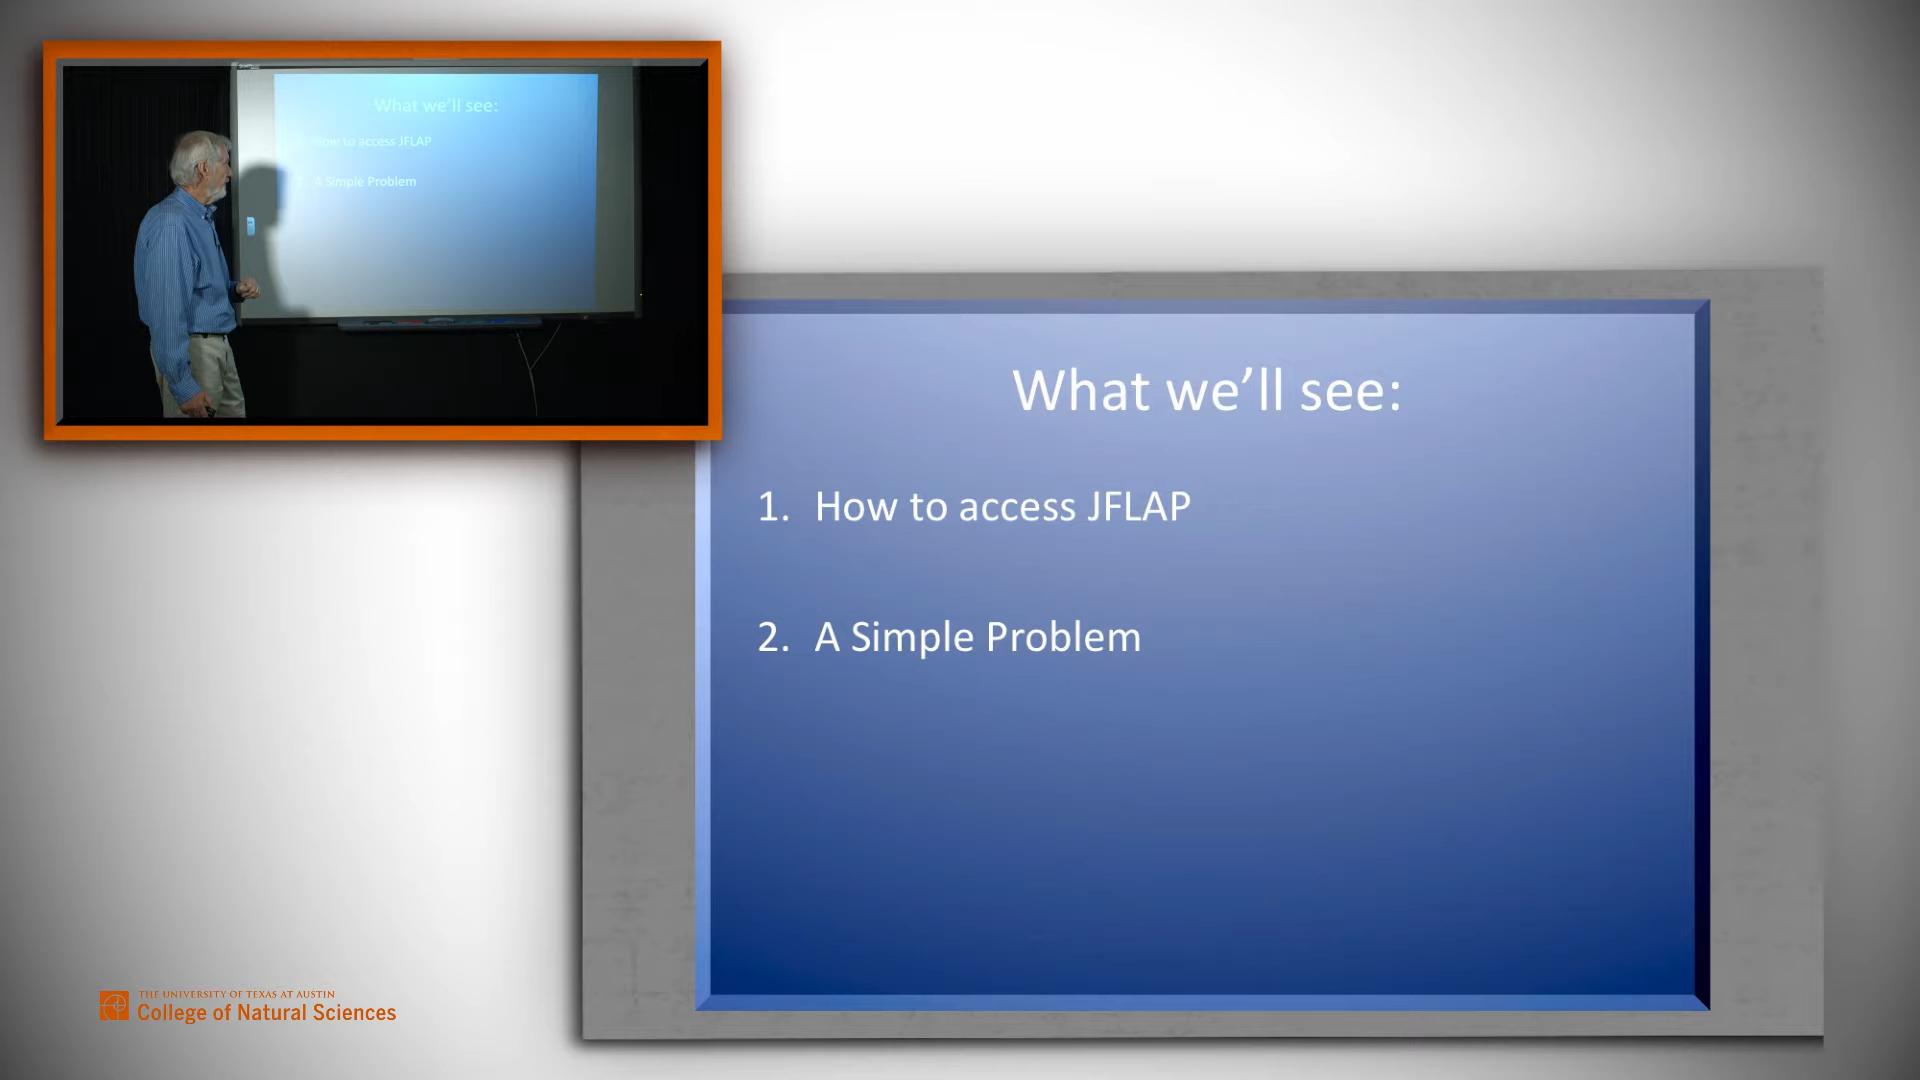 What we'll see:
How to access JFLAP
A Simple Problem
What we’ll see:
1. How to access JFLAP
2. A Simple Problem
THE UNIVERSITY OF TEXAS AT AUSTIN
College of Natural Sciences